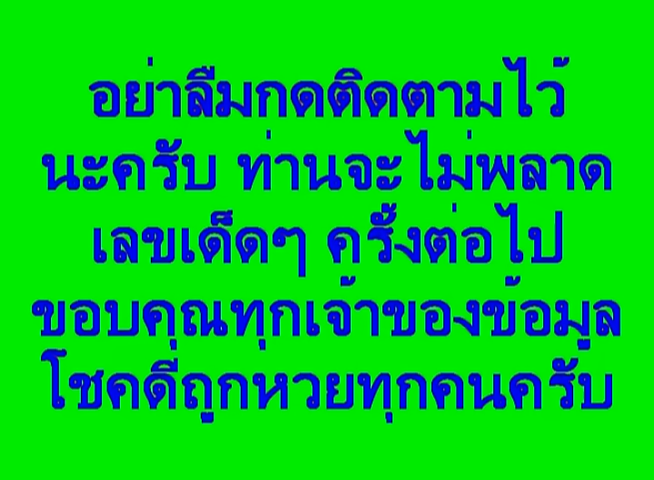 อย่าลืมกดติดตามไว้
นะครับ ท่านจะไม่พลาด
เลขเด็ดๆ ครั้งต่อไป
ขอบคุณทุกเจ้าของข้อมูล
โชคดีถูกหวยทุกคนครับ